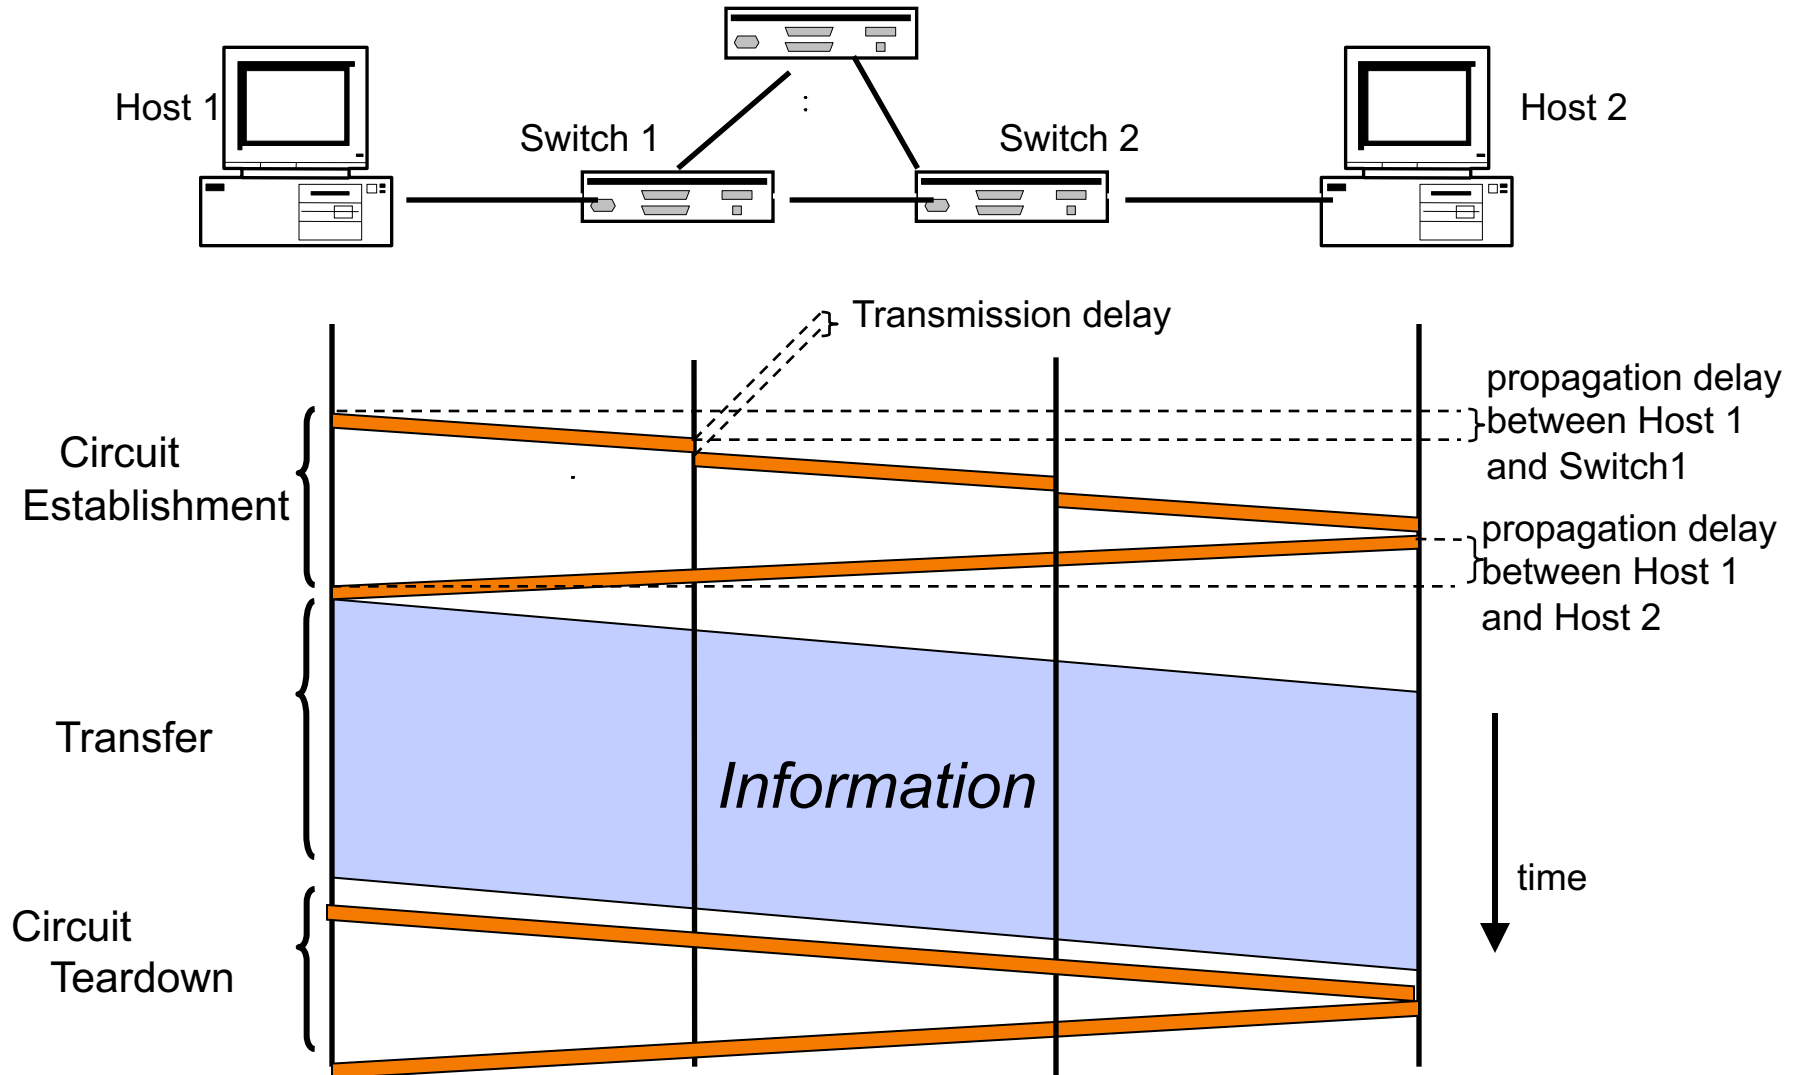 Host 1
Switch 1
Switch 2
Host 2
:
Transmission delay
propagation delay
between Host 1
and Switch1
Circuit
Establishment
propagation delay
between Host 1
and Host 2
Transfer
Information
time
Circuit
Teardown